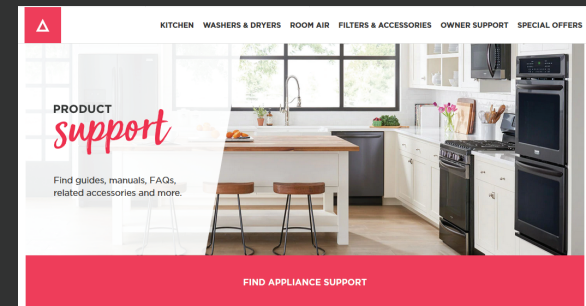 KITCHEN WASHERS & DRYERS ROOM AIR FILTERS & ACCESSORIES OWNER SUPPORT SPECIAL OFFERS
PRODUCT
support
Find guides, manuals, FAQs,
related accessories and more.
FIND APPLIANCE SUPPORT